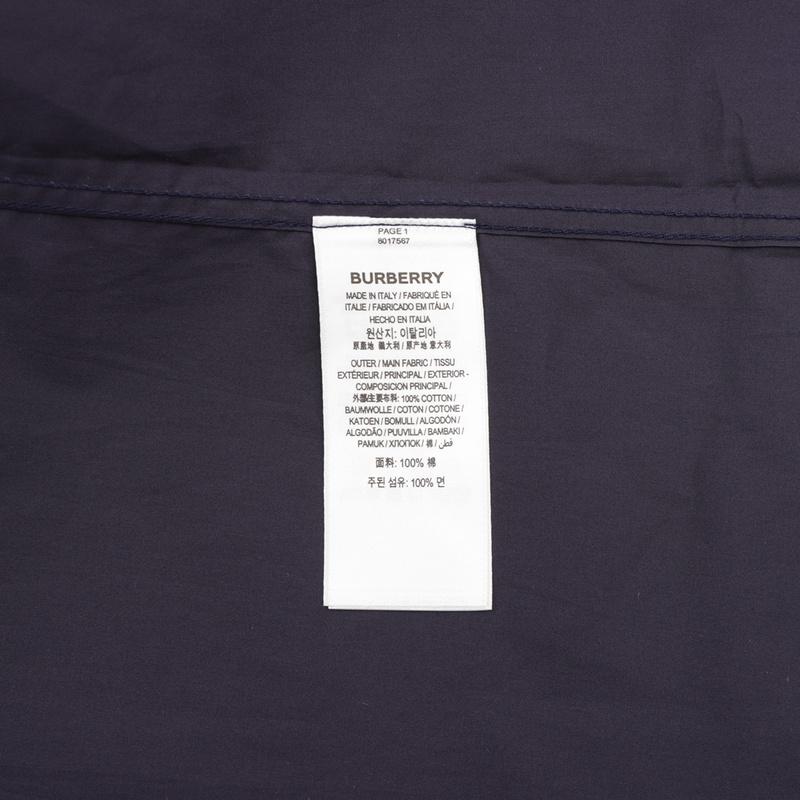 PAGE 1
8017567
BURBERRY
MADE IN ITALY / FABRIQUÉ EN
ITALIE / FABRICADO EM ITÁLIA /
HECHO EN ITALIA
원산지: 이탈리아
原產地 義大利 / 原产地 意大利
OUTER / MAIN FABRIC / TISSU
EXTÉRIEUR / PRINCIPAL / EXTERIOR -
COMPOSICION PRINCIPAL /
外部/主要布料: 100% COTTON /
BAUMWOLLE / COTON / COTONE /
KATOEN / BOMULL / ALGODÓN /
ALGODÃO / PUUVILLA / BAMBAKI /
PAMUK / ХЛОПОК / 棉 / قطن
面料: 100% 棉
주된 섬유: 100% 면